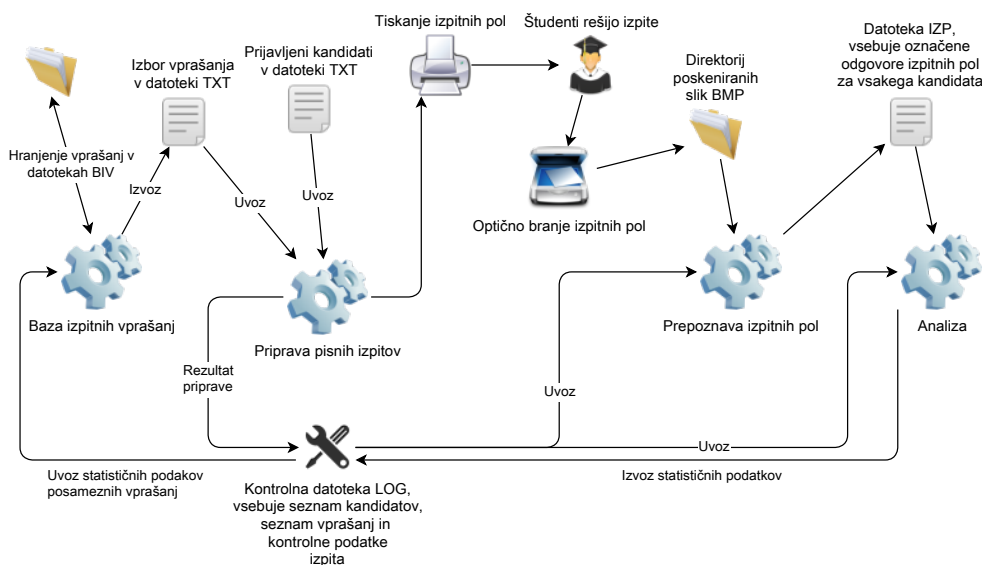 Tiskanje izpitnih pol
Študenti rešijo izpite
Datoteka IZP,
vsebuje označene
odgovore izpitnih pol
za vsakega kandidata
Izbor vprašanja
v datoteki TXT
Prijavljeni kandidati
v datoteki TXT
Direktorij
poskeniranih
slik BMP
Hranjenje vprašanj v
datotekah BIV
Izvoz
Uvoz
Uvoz
Optično branje izpitnih pol
Baza izpitnih vprašanj
Priprava pisnih izpitov
Prepoznava izpitnih pol
Analiza
Rezultat
priprave
Uvoz
Uvoz
Uvoz statističnih podakov
posameznih vprašanj
Izvoz statističnih podatkov
Kontrolna datoteka LOG,
vsebuje seznam kandidatov,
seznam vprašanj in
kontrolne podatke
izpita